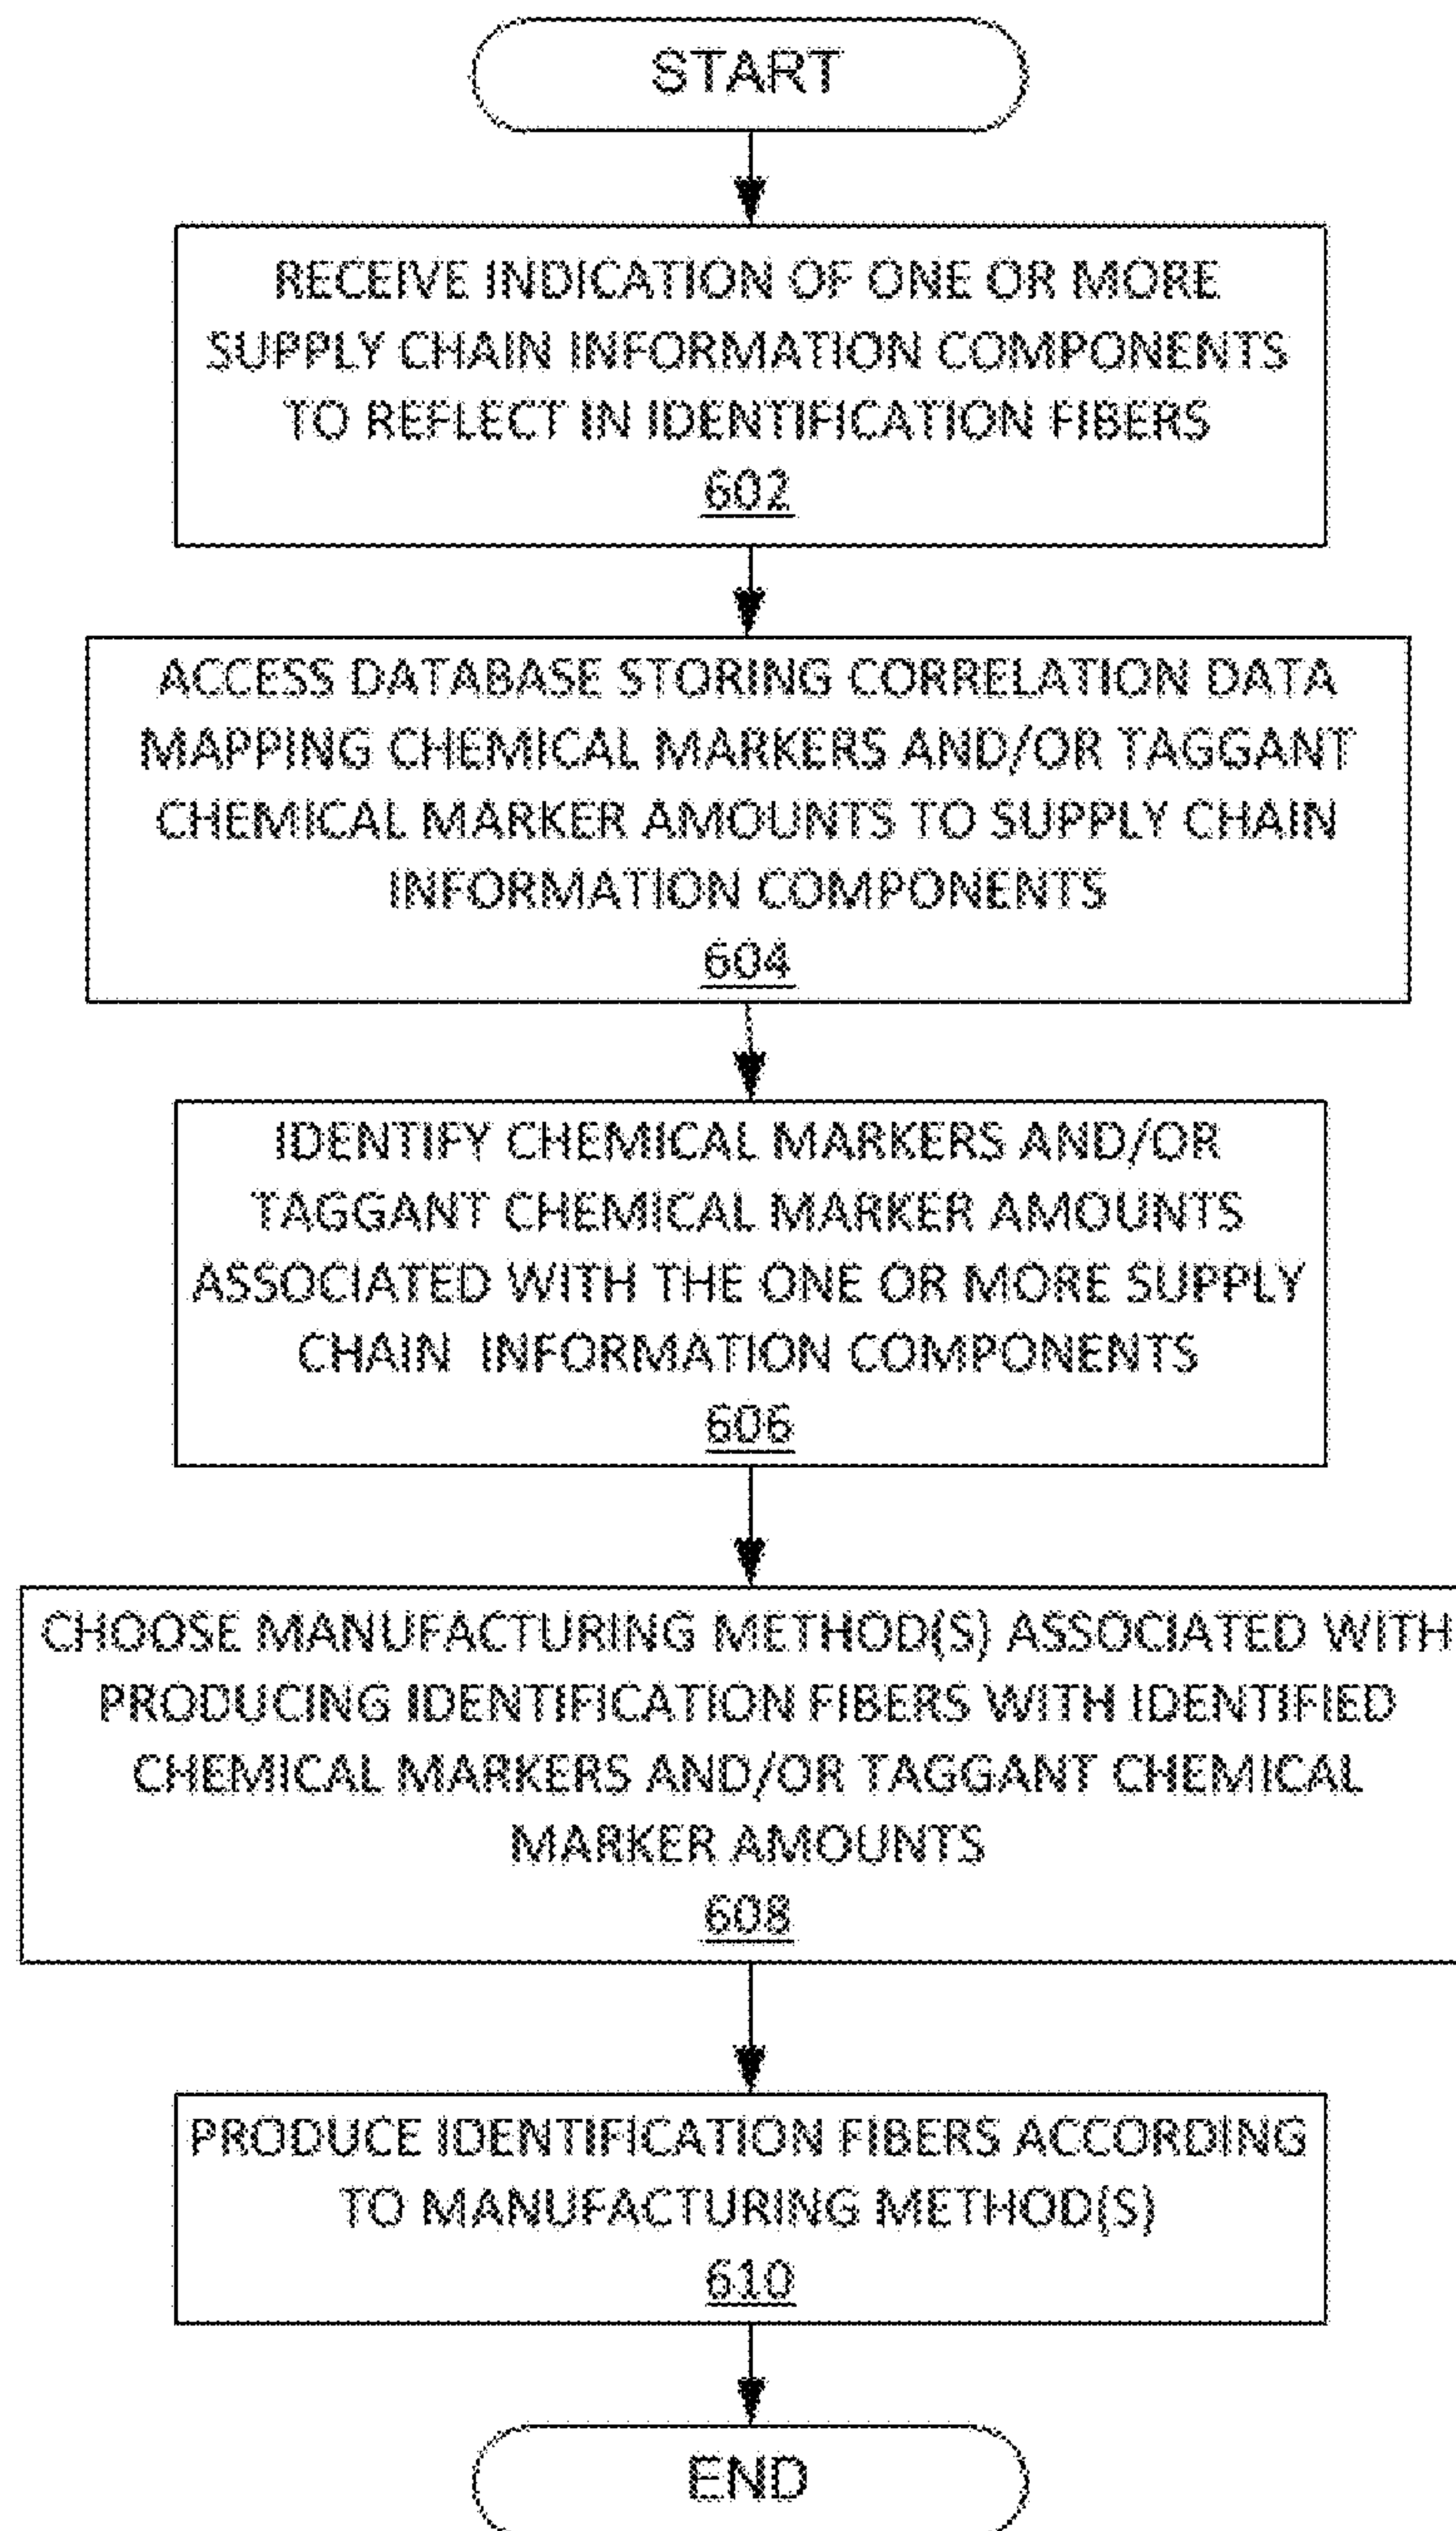 START
RECEIVE INDICATION OF ONE OR MORE
SUPPLY CHAIN INFORMATION COMPONENTS
TO REFLECT IN IDENTIFICATION FIBERS
602
ACCESS DATABASE STORING CORRELATION DATA
MAPPING CHEMICAL MARKERS AND/OR TAGGANT
CHEMICAL MARKER AMOUNTS TO SUPPLY CHAIN
INFORMATION COMPONENTS
604
IDENTIFY CHEMICAL MARKERS AND/OR
TAGGANT CHEMICAL MARKER AMOUNTS
ASSOCIATED WITH THE ONE OR MORE SUPPLY
CHAIN INFORMATION COMPONENTS
606
CHOOSE MANUFACTURING METHOD(S) ASSOCIATED WITH
PRODUCING IDENTIFICATION FIBERS WITH IDENTIFIED
CHEMICAL MARKERS AND/OR TAGGANT CHEMICAL
MARKER AMOUNTS
608
PRODUCE IDENTIFICATION FIBERS ACCORDING
TO MANUFACTURING METHOD(S)
610
END